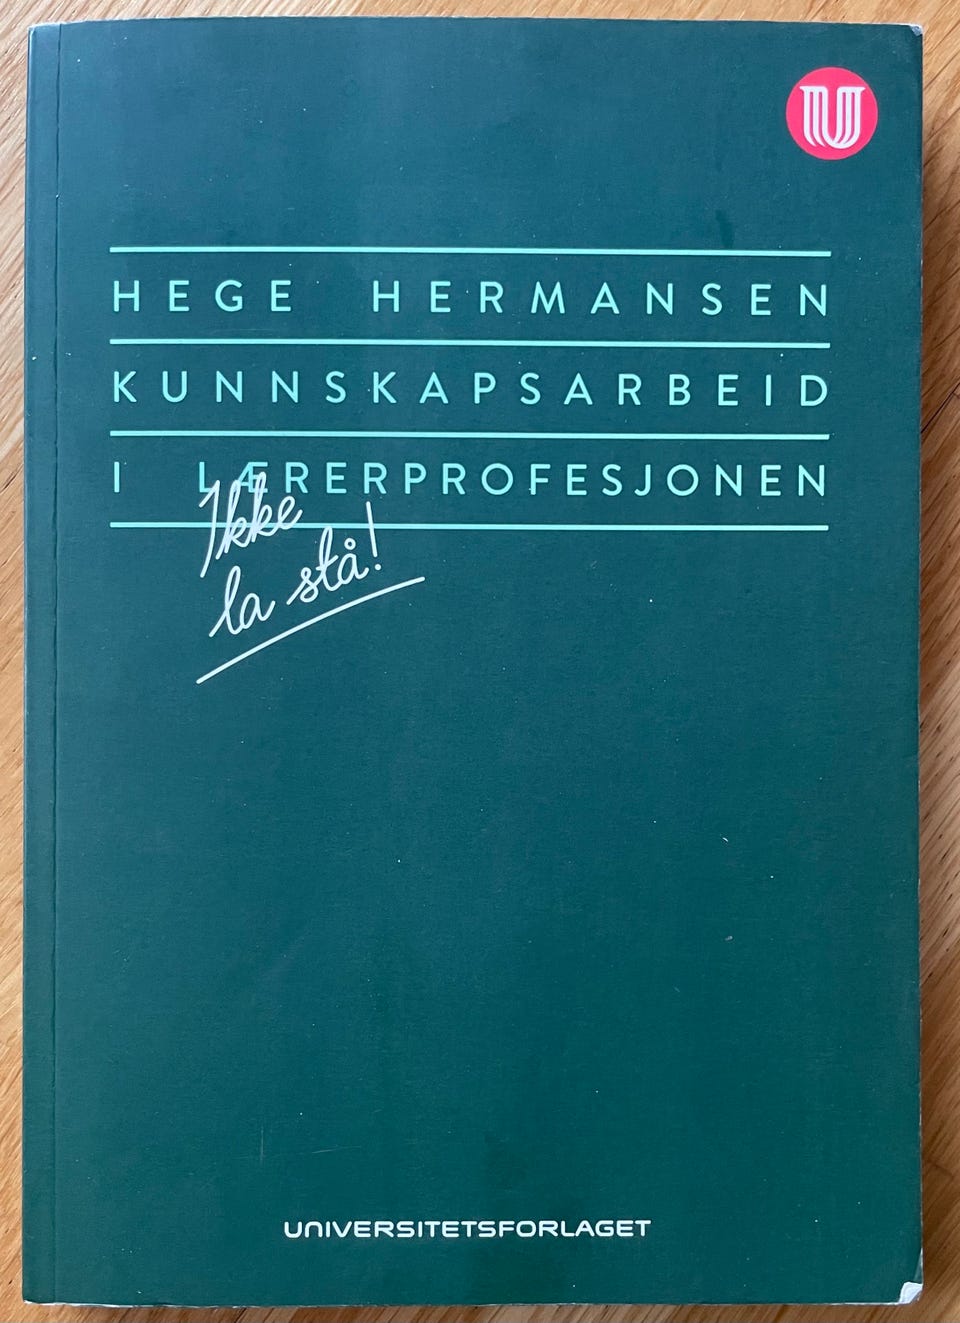 U
HEGE HERMANSEN
KUNNSKAPSARBEID
I LÆRERPROFESJONEN
Ikke
la stå!
UNIVERSITETSFORLAGET